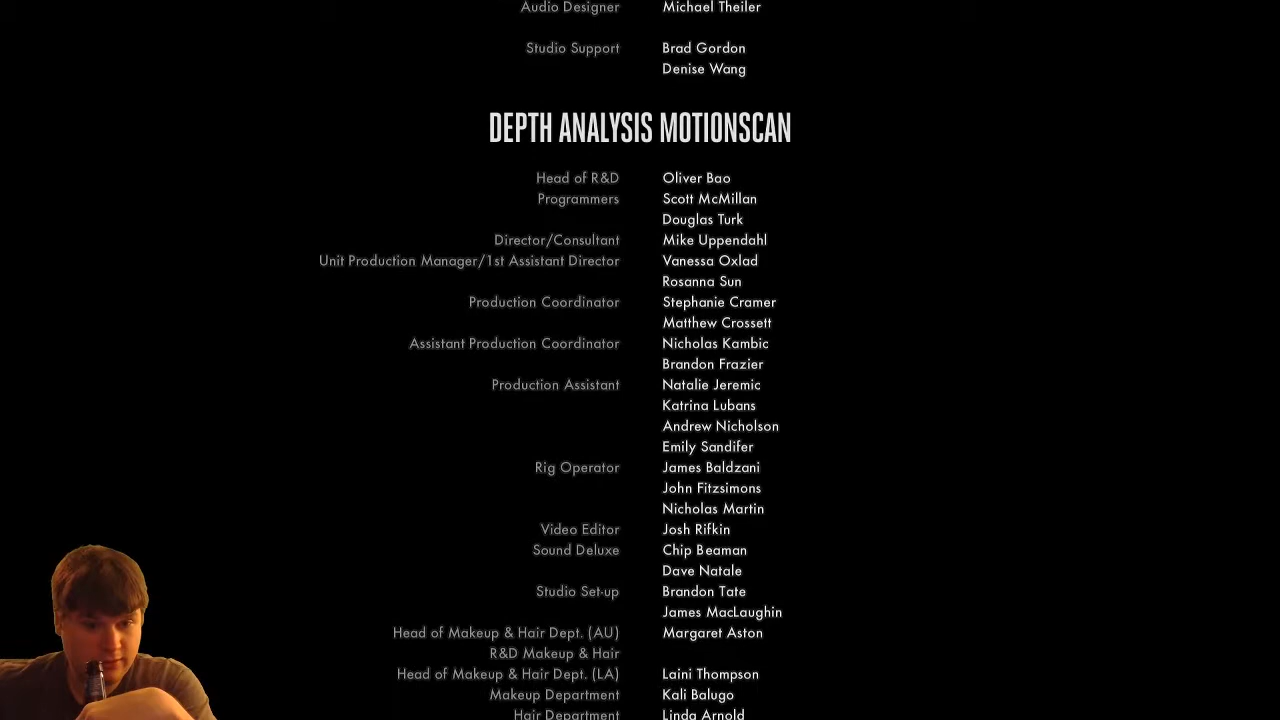 Audio Designer Michael Theiler
Studio Support Brad Gordon
Denise Wang
DEPTH ANALYSIS MOTIONSCAN
Head of R&D Oliver Bao
Programmers Scott McMillan
Douglas Turk
Director/Consultant Mike Uppendahl
Unit Production Manager/1st Assistant Director Vanessa Oxlad
Rosanna Sun
Production Coordinator Stephanie Cramer
Matthew Crossett
Assistant Production Coordinator Nicholas Kambic
Brandon Frazier
Production Assistant Natalie Jeremic
Katrina Lubans
Andrew Nicholson
Emily Sandifer
Rig Operator James Baldzani
John Fitzsimons
Nicholas Martin
Video Editor Josh Rifkin
Sound Deluxe Chip Beaman
Dave Natale
Studio Set-up Brandon Tate
James MacLaughin
Head of Makeup & Hair Dept. (AU) Margaret Aston
R&D Makeup & Hair
Head of Makeup & Hair Dept. (LA) Laini Thompson
Makeup Department Kali Balugo
Hair Department Linda Arnold